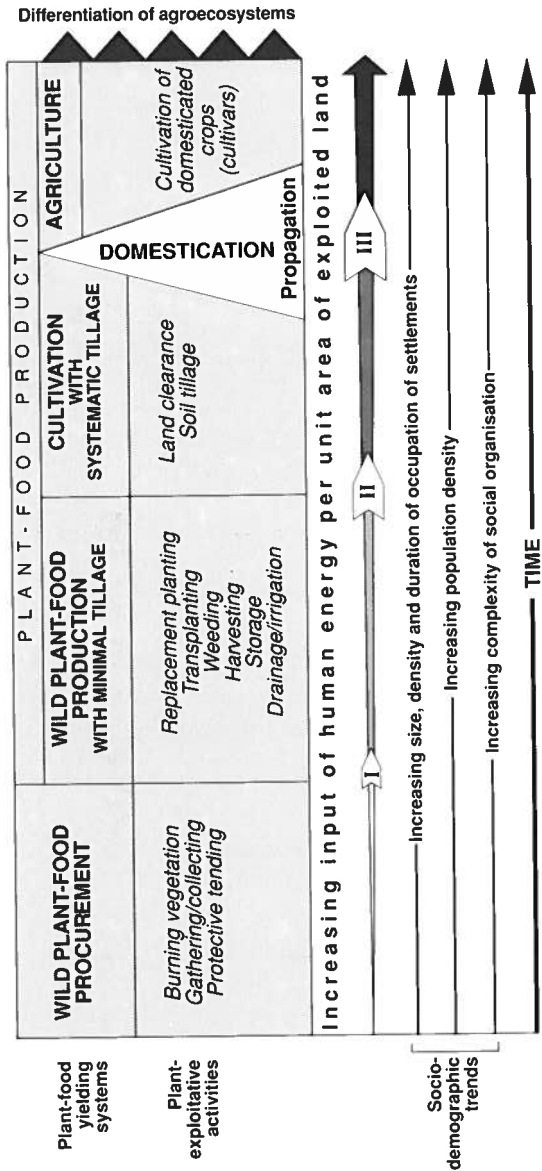 PLANT-FOOD PRODUCTION
Plant-food
yielding
systems
WILD PLANT-FOOD
PROCUREMENT
WILD PLANT-FOOD
PRODUCTION
WITH MINIMAL TILLAGE
CULTIVATION
WITH
SYSTEMATIC TILLAGE
AGRICULTURE
Differentiation of agroecosystems
Plant-
exploitative
activities
Burning vegetation
Gathering/collecting
Protective tending
Replacement planting
Transplanting
Weeding
Harvesting
Storage
Drainage/irrigation
Land clearance
Soil tillage
DOMESTICATION
Propagation
Cultivation of
domesticated
crops
(cultivars)
Increasing input of human energy per unit area of exploited land
I
II
III
Socio-
demographic
trends
Increasing size, density and duration of occupation of settlements
Increasing population density
Increasing complexity of social organisation
TIME